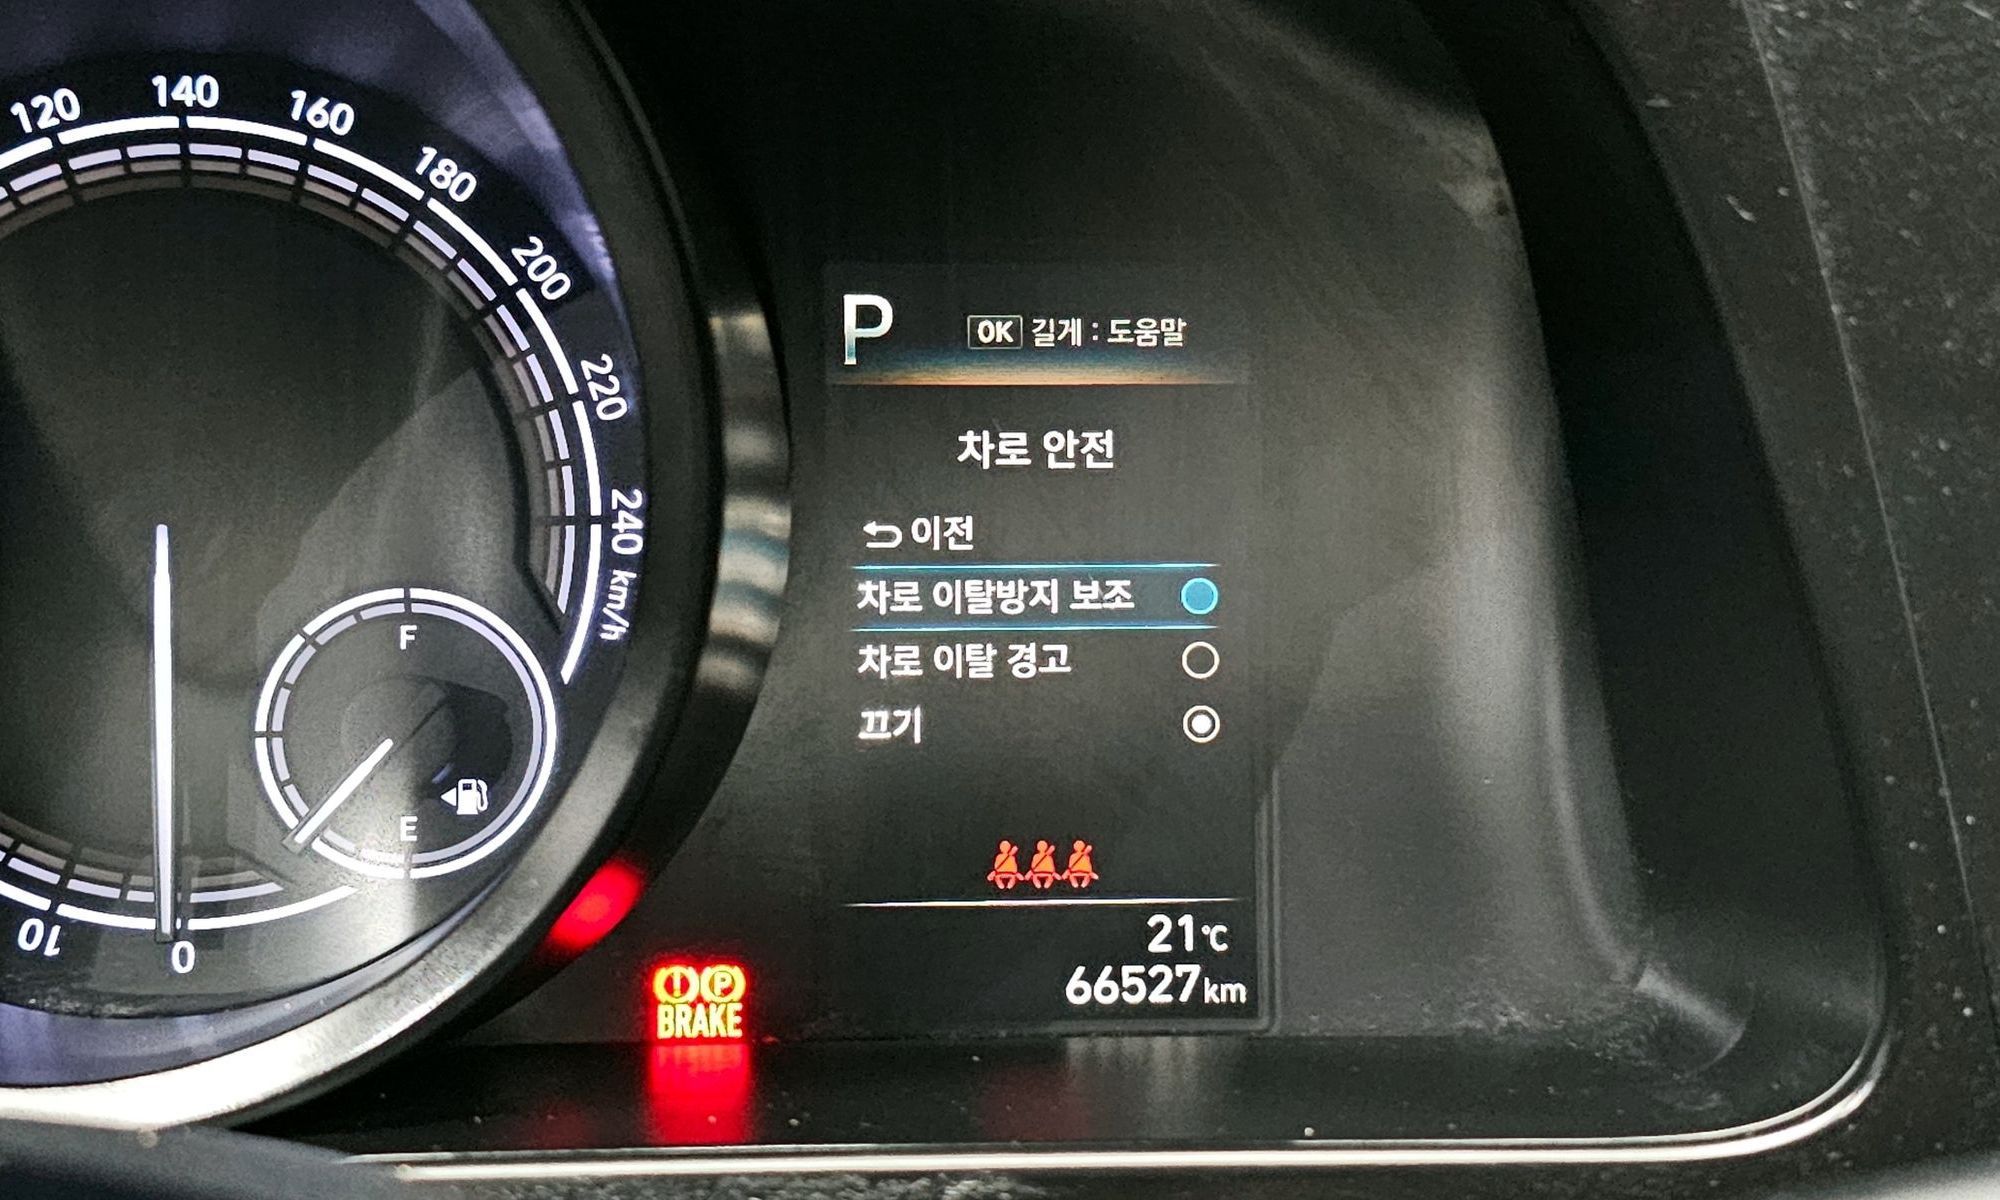 120
140
160
180
200
220
240
km/h
F
E
10
0
P
OK 길게 : 도움말
차로 안전
이전
차로 이탈방지 보조
차로 이탈 경고
끄기
21℃
66527km
! P
BRAKE